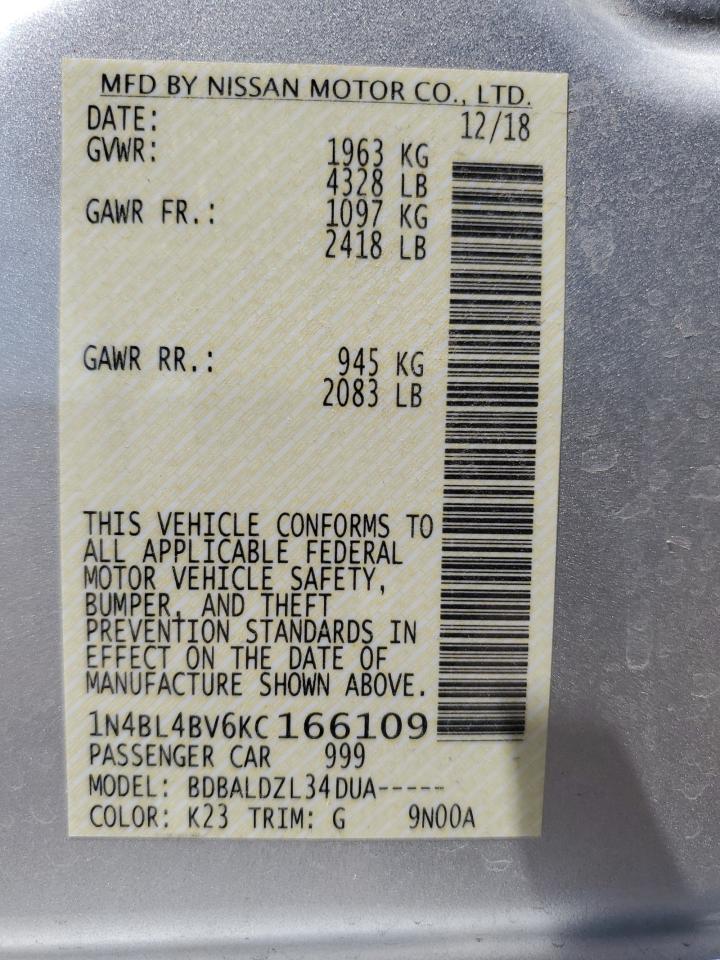 MFD BY NISSAN MOTOR CO., LTD.
DATE: 12/18
GVWR: 1963 KG
4328 LB
GAWR FR.: 1097 KG
2418 LB
GAWR RR.: 945 KG
2083 LB
THIS VEHICLE CONFORMS TO
ALL APPLICABLE FEDERAL
MOTOR VEHICLE SAFETY,
BUMPER, AND THEFT
PREVENTION STANDARDS IN
EFFECT ON THE DATE OF
MANUFACTURE SHOWN ABOVE.
1N4BL4BV6KC166109
PASSENGER CAR 999
MODEL: BDBALDZL34DUA-----
COLOR: K23 TRIM: G 9N00A